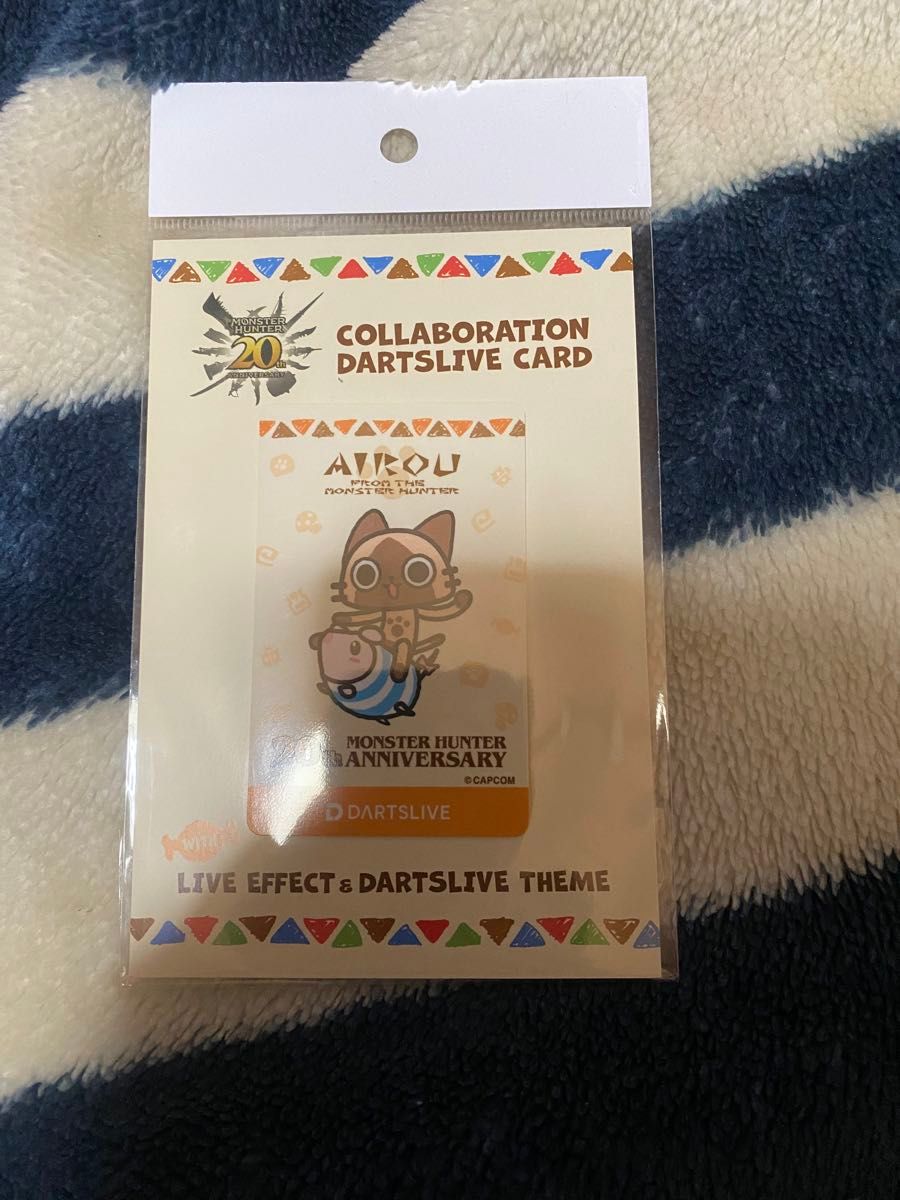 MONSTER
HUNTER
20th
ANNIVERSARY
COLLABORATION
DARTSLIVE CARD
AIROU
FROM THE
MONSTER HUNTER
20th MONSTER HUNTER
ANNIVERSARY
©CAPCOM
DARTSLIVE
WITH
LIVE EFFECT & DARTSLIVE THEME